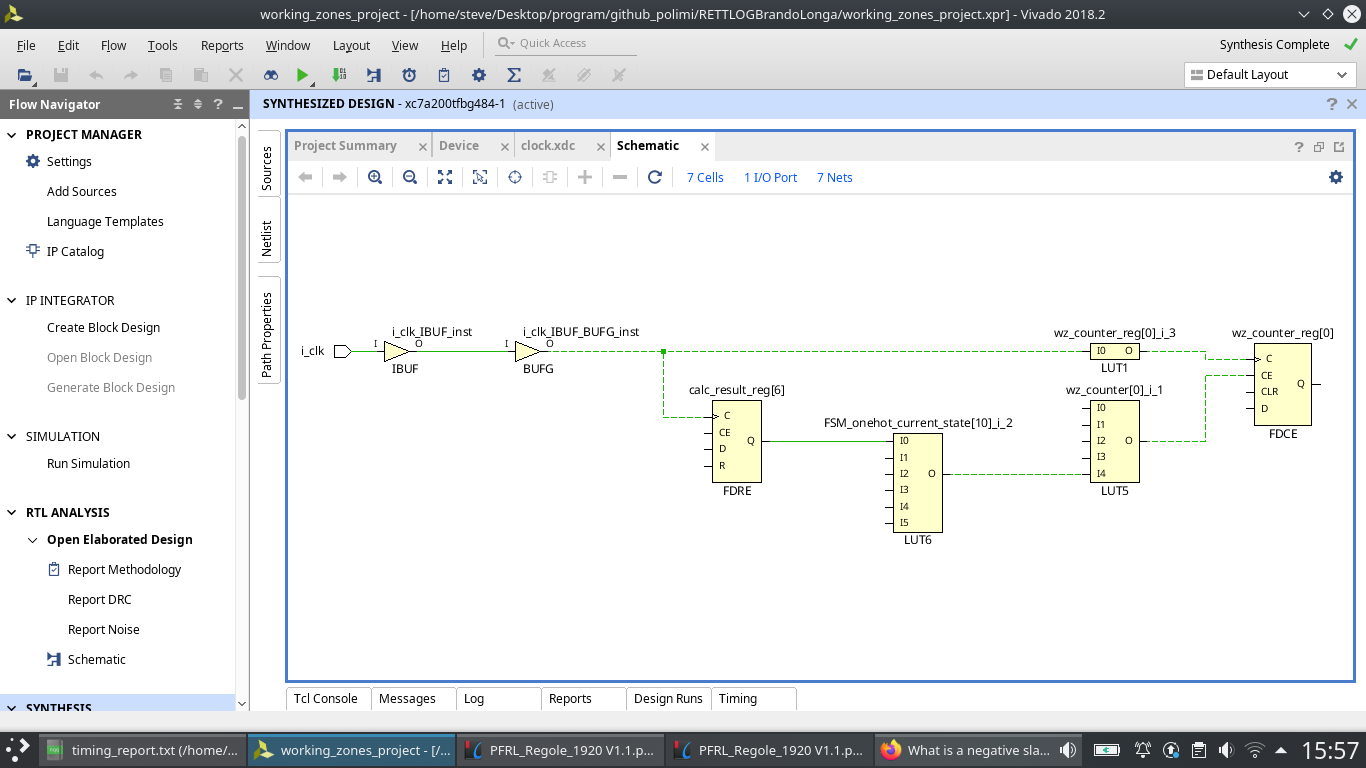 working_zones_project - [/home/steve/Desktop/program/github_polimi/RETTLOGBrandoLonga/working_zones_project.xpr] - Vivado 2018.2
File Edit Flow Tools Reports Window Layout View Help Quick Access Synthesis Complete
Default Layout
Flow Navigator
SYNTHESIZED DESIGN - xc7a200tfbg484-1 (active)
PROJECT MANAGER
Settings
Add Sources
Language Templates
IP Catalog
IP INTEGRATOR
Create Block Design
Open Block Design
Generate Block Design
SIMULATION
Run Simulation
RTL ANALYSIS
Open Elaborated Design
Report Methodology
Report DRC
Report Noise
Schematic
SYNTHESIS
Sources
Netlist
Path Properties
Project Summary Device clock.xdc Schematic
7 Cells 1 I/O Port 7 Nets
i_clk
i_clk_IBUF_inst
I O
IBUF
i_clk_IBUF_BUFG_inst
I O
BUFG
calc_result_reg[6]
C
CE
D
R
Q
FDRE
FSM_onehot_current_state[10]_i_2
I0
I1
I2
I3
I4
I5
O
LUT6
wz_counter_reg[0]_i_3
I0 O
LUT1
wz_counter[0]_i_1
I0
I1
I2
I3
I4
O
LUT5
wz_counter_reg[0]
C
CE
CLR
D
Q
FDCE
Tcl Console Messages Log Reports Design Runs Timing
timing_report.txt (/home/...
working_zones_project - [/...
PFRL_Regole_1920 V1.1.p...
PFRL_Regole_1920 V1.1.p...
What is a negative sla...
15:57